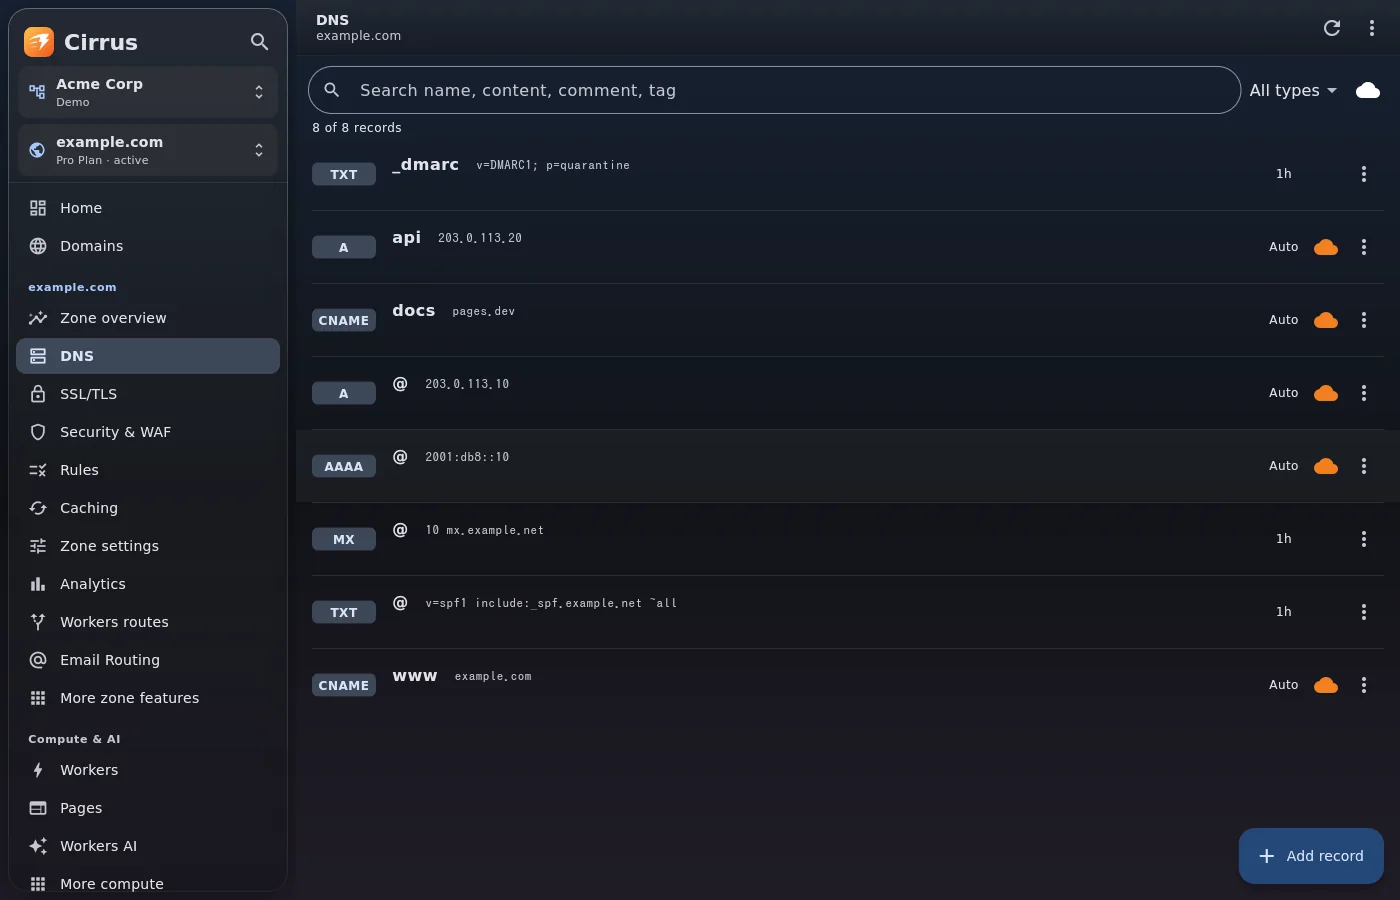 Cirrus
Acme Corp
Demo
example.com
Pro Plan · active
Home
Domains
example.com
Zone overview
DNS
SSL/TLS
Security & WAF
Rules
Caching
Zone settings
Analytics
Workers routes
Email Routing
More zone features
Compute & AI
Workers
Pages
Workers AI
More compute
DNS
example.com
Search name, content, comment, tag
All types
8 of 8 records
TXT _dmarc v=DMARC1; p=quarantine 1h
A api 203.0.113.20 Auto
CNAME docs pages.dev Auto
A @ 203.0.113.10 Auto
AAAA @ 2001:db8::10 Auto
MX @ 10 mx.example.net 1h
TXT @ v=spf1 include:_spf.example.net ~all 1h
CNAME www example.com Auto
Add record